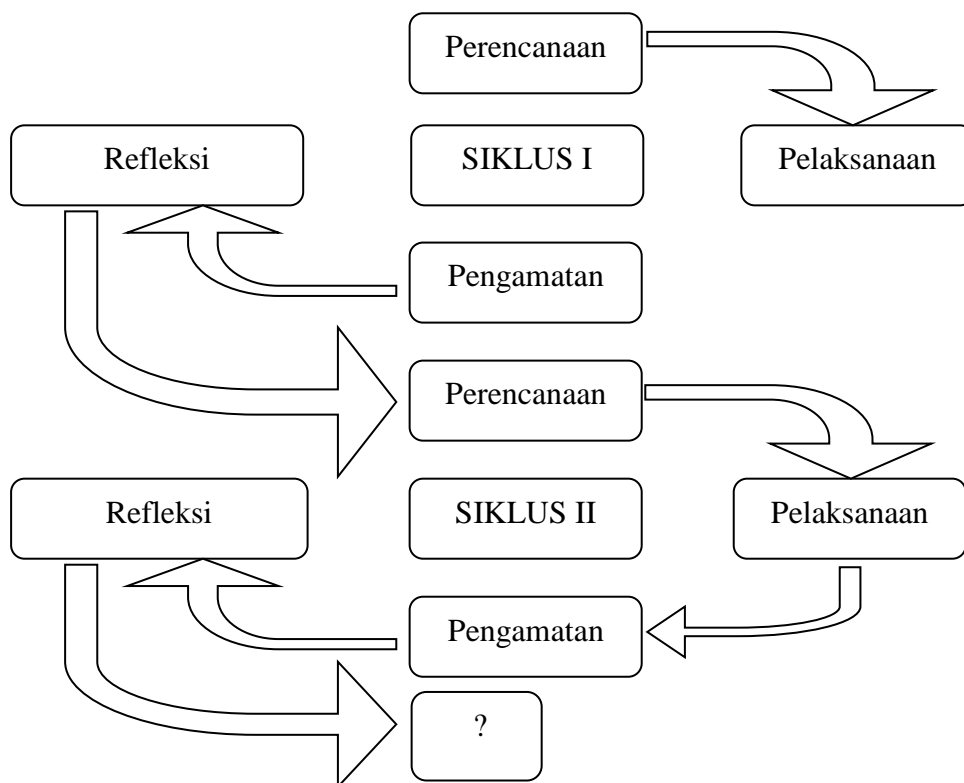 Perencanaan
Refleksi
SIKLUS I
Pelaksanaan
Pengamatan
Perencanaan
Refleksi
SIKLUS II
Pelaksanaan
Pengamatan
?